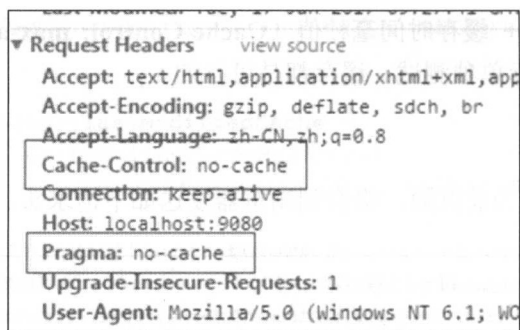 ▼ Request Headers view source
Accept: text/html,application/xhtml+xml,app
Accept-Encoding: gzip, deflate, sdch, br
Accept-Language: zh-CN,zh;q=0.8
Cache-Control: no-cache
Connection: keep-alive
Host: localhost:9080
Pragma: no-cache
Upgrade-Insecure-Requests: 1
User-Agent: Mozilla/5.0 (Windows NT 6.1; WO